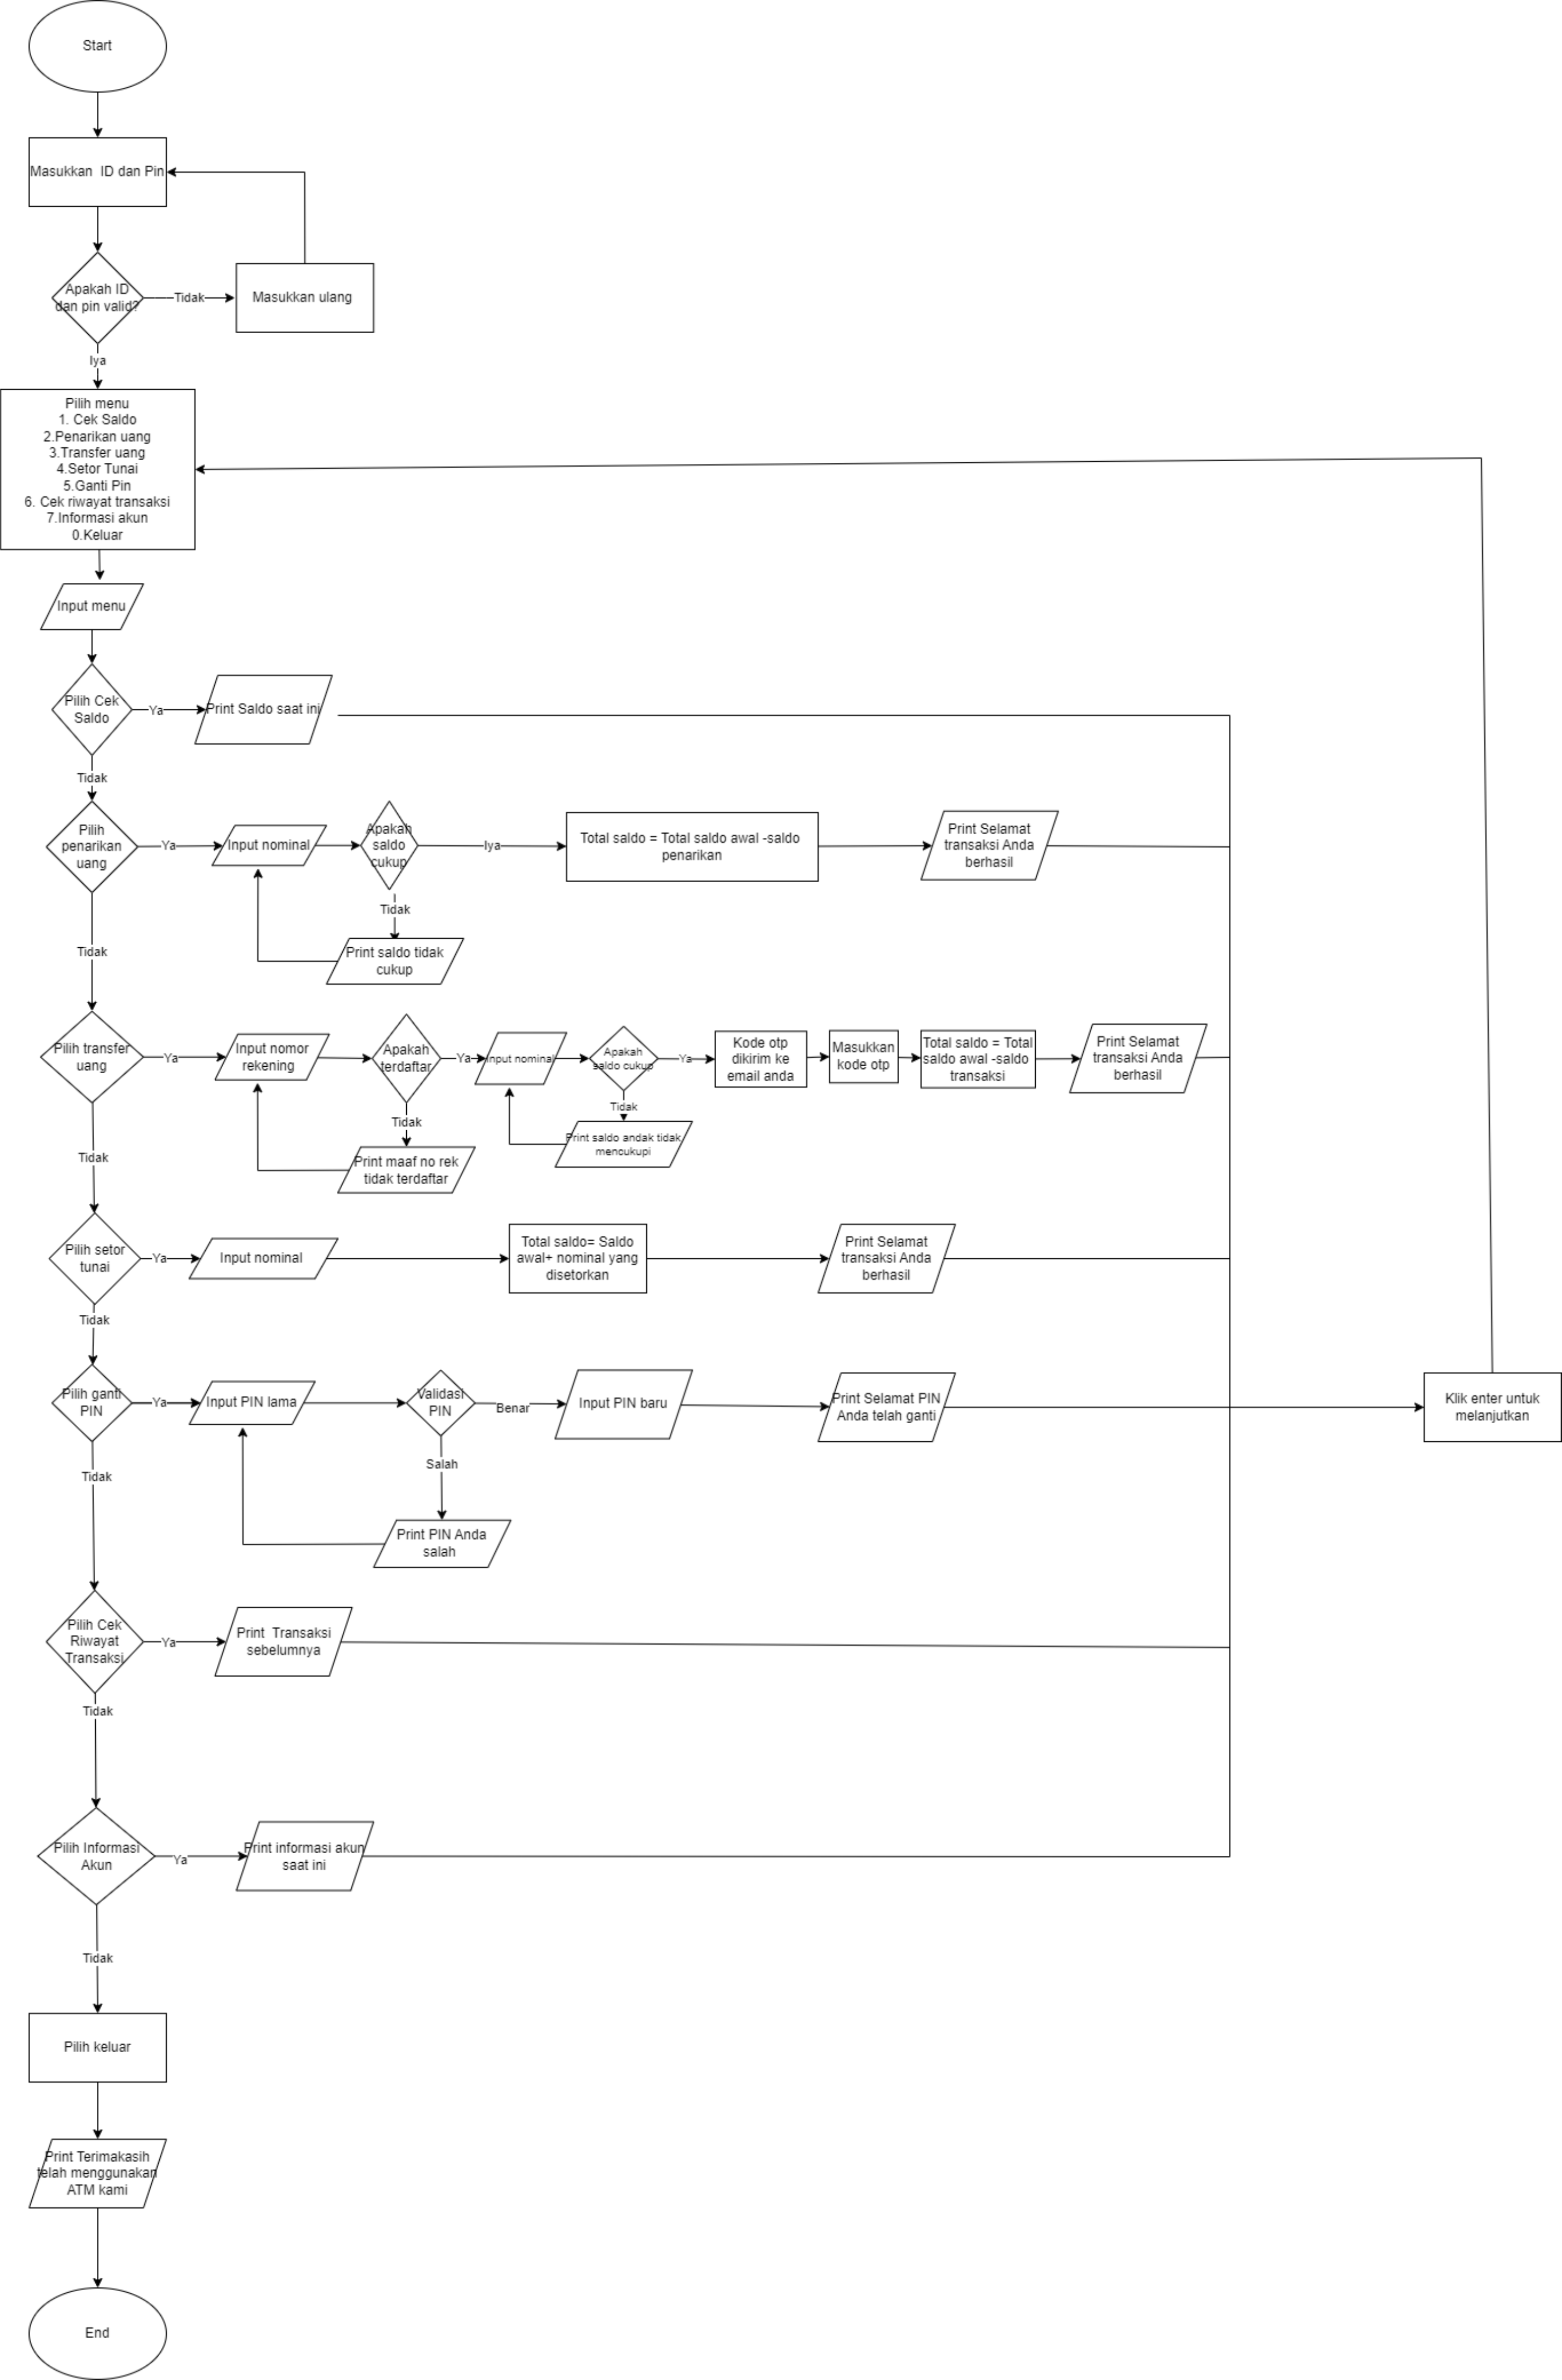 Start
Masukkan  ID dan Pin
Apakah ID
dan pin valid?
Tidak
Masukkan ulang
Iya
Pilih menu
1. Cek Saldo
2.Penarikan uang
3.Transfer uang
4.Setor Tunai
5.Ganti Pin
6. Cek riwayat transaksi
7.Informasi akun
0.Keluar
Input menu
Pilih Cek
Saldo
Ya
Print Saldo saat ini
Tidak
Pilih
penarikan
uang
Ya
Input nominal
Apakah
saldo
cukup
Iya
Total saldo = Total saldo awal -saldo
penarikan
Print Selamat
transaksi Anda
berhasil
Tidak
Print saldo tidak
cukup
Tidak
Pilih transfer
uang
Ya
Input nomor
rekening
Apakah
terdaftar
Ya
Input nominal
Apakah
saldo cukup
Ya
Kode otp
dikirim ke
email anda
Masukkan
kode otp
Total saldo = Total
saldo awal -saldo
transaksi
Print Selamat
transaksi Anda
berhasil
Tidak
Print maaf no rek
tidak terdaftar
Tidak
Print saldo andak tidak
mencukupi
Tidak
Pilih setor
tunai
Ya
Input nominal
Total saldo= Saldo
awal+ nominal yang
disetorkan
Print Selamat
transaksi Anda
berhasil
Tidak
Pilih ganti
PIN
Ya
Input PIN lama
Validasi
PIN
Benar
Input PIN baru
Print Selamat PIN
Anda telah ganti
Klik enter untuk
melanjutkan
Salah
Print PIN Anda
salah
Tidak
Pilih Cek
Riwayat
Transaksi
Ya
Print  Transaksi
sebelumnya
Tidak
Pilih Informasi
Akun
Ya
Print informasi akun
saat ini
Tidak
Pilih keluar
Print Terimakasih
telah menggunakan
ATM kami
End